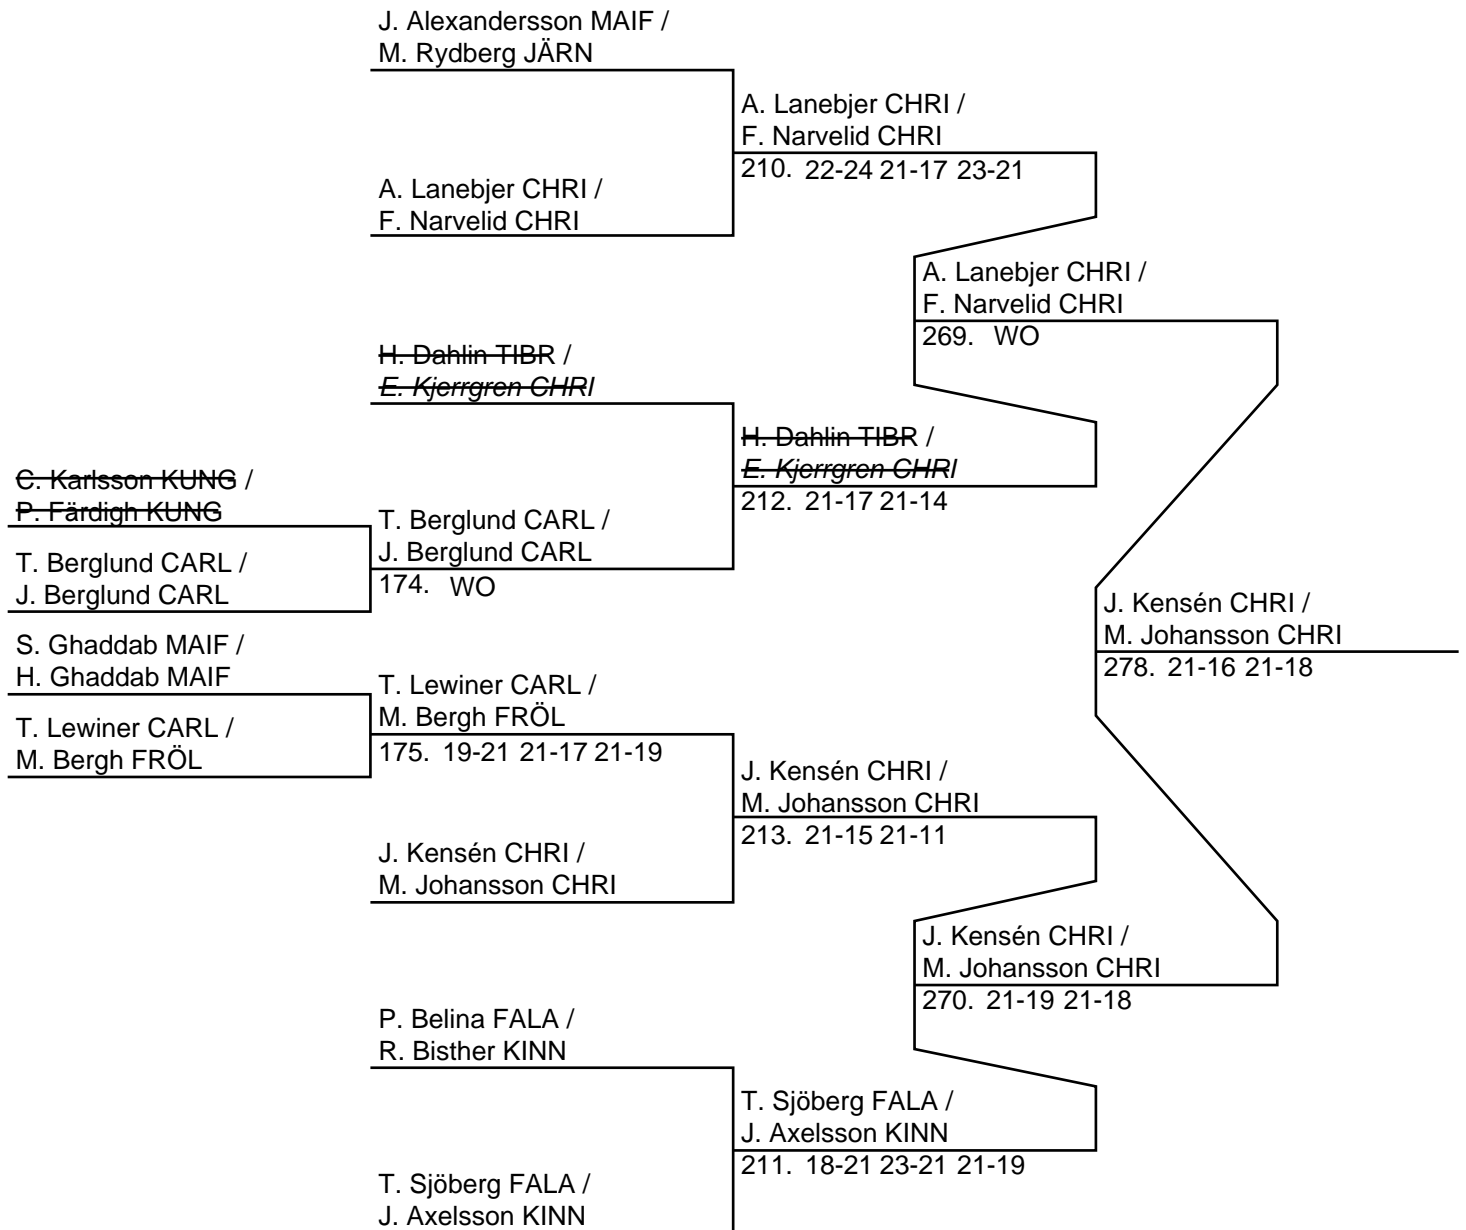 J. Alexandersson MAIF /
M. Rydberg JÄRN
A. Lanebjer CHRI /
F. Narvelid CHRI
210. 22-24 21-17 23-21
A. Lanebjer CHRI /
F. Narvelid CHRI
A. Lanebjer CHRI /
F. Narvelid CHRI
269. WO
H. Dahlin TIBR /
E. Kjerrgren CHRI
H. Dahlin TIBR /
E. Kjerrgren CHRI
212. 21-17 21-14
C. Karlsson KUNG /
P. Färdigh KUNG
T. Berglund CARL /
J. Berglund CARL
174. WO
T. Berglund CARL /
J. Berglund CARL
J. Kensén CHRI /
M. Johansson CHRI
278. 21-16 21-18
S. Ghaddab MAIF /
H. Ghaddab MAIF
T. Lewiner CARL /
M. Bergh FRÖL
175. 19-21 21-17 21-19
T. Lewiner CARL /
M. Bergh FRÖL
J. Kensén CHRI /
M. Johansson CHRI
213. 21-15 21-11
J. Kensén CHRI /
M. Johansson CHRI
J. Kensén CHRI /
M. Johansson CHRI
270. 21-19 21-18
P. Belina FALA /
R. Bisther KINN
T. Sjöberg FALA /
J. Axelsson KINN
211. 18-21 23-21 21-19
T. Sjöberg FALA /
J. Axelsson KINN